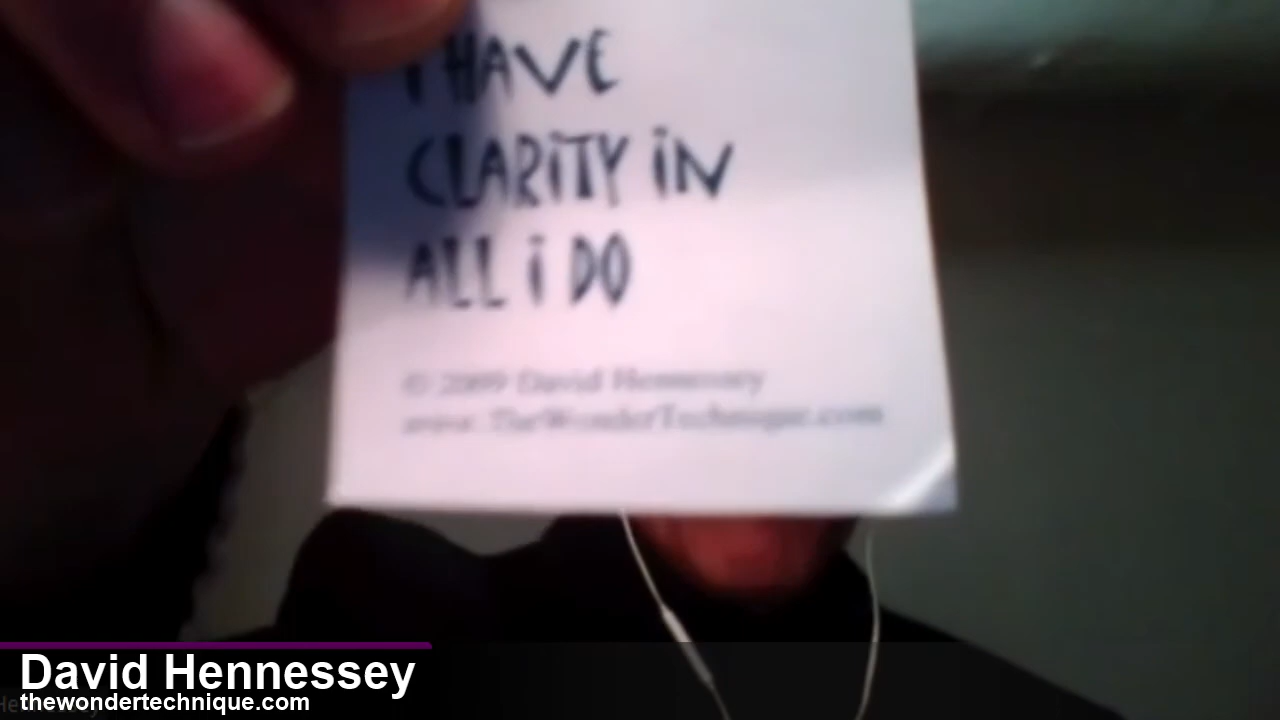 I HAVE
CLARITY IN
ALL I DO
© 2009 David Hennessey
www.TheWonderTechnique.com
David Hennessey
thewondertechnique.com